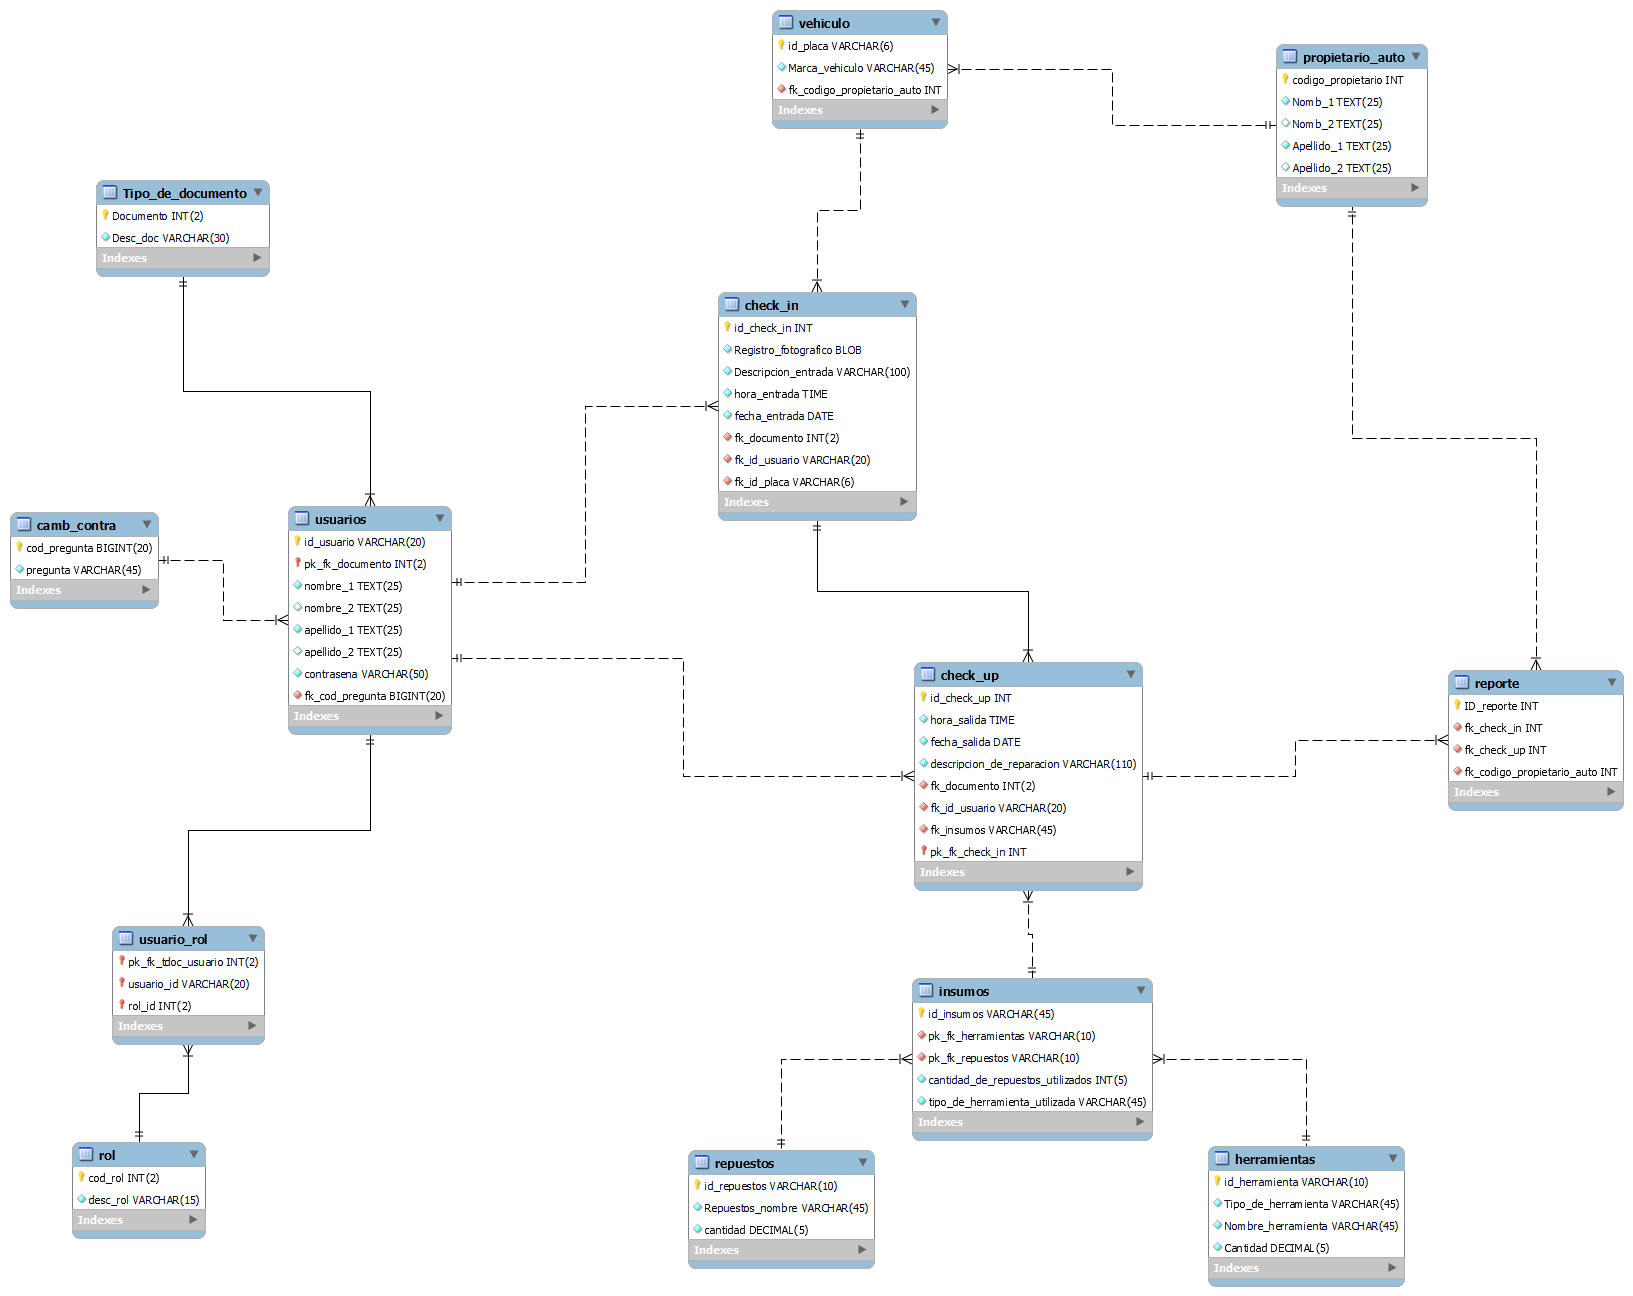 vehiculo
id_placa VARCHAR(6)
Marca_vehiculo VARCHAR(45)
fk_codigo_propietario_auto INT
Indexes
propietario_auto
codigo_propietario INT
Nomb_1 TEXT(25)
Nomb_2 TEXT(25)
Apellido_1 TEXT(25)
Apellido_2 TEXT(25)
Indexes
Tipo_de_documento
Documento INT(2)
Desc_doc VARCHAR(30)
Indexes
check_in
id_check_in INT
Registro_fotografico BLOB
Descripcion_entrada VARCHAR(100)
hora_entrada TIME
fecha_entrada DATE
fk_documento INT(2)
fk_id_usuario VARCHAR(20)
fk_id_placa VARCHAR(6)
Indexes
camb_contra
cod_pregunta BIGINT(20)
pregunta VARCHAR(45)
Indexes
usuarios
id_usuario VARCHAR(20)
pk_fk_documento INT(2)
nombre_1 TEXT(25)
nombre_2 TEXT(25)
apellido_1 TEXT(25)
apellido_2 TEXT(25)
contrasena VARCHAR(50)
fk_cod_pregunta BIGINT(20)
Indexes
check_up
id_check_up INT
hora_salida TIME
fecha_salida DATE
descripcion_de_reparacion VARCHAR(110)
fk_documento INT(2)
fk_id_usuario VARCHAR(20)
fk_insumos VARCHAR(45)
pk_fk_check_in INT
Indexes
reporte
ID_reporte INT
fk_check_in INT
fk_check_up INT
fk_codigo_propietario_auto INT
Indexes
usuario_rol
pk_fk_tdoc_usuario INT(2)
usuario_id VARCHAR(20)
rol_id INT(2)
Indexes
insumos
id_insumos VARCHAR(45)
pk_fk_herramientas VARCHAR(10)
pk_fk_repuestos VARCHAR(10)
cantidad_de_repuestos_utilizados INT(5)
tipo_de_herramienta_utilizada VARCHAR(45)
Indexes
rol
cod_rol INT(2)
desc_rol VARCHAR(15)
Indexes
repuestos
id_repuestos VARCHAR(10)
Repuestos_nombre VARCHAR(45)
cantidad DECIMAL(5)
Indexes
herramientas
id_herramienta VARCHAR(10)
Tipo_de_herramienta VARCHAR(45)
Nombre_herramienta VARCHAR(45)
Cantidad DECIMAL(5)
Indexes